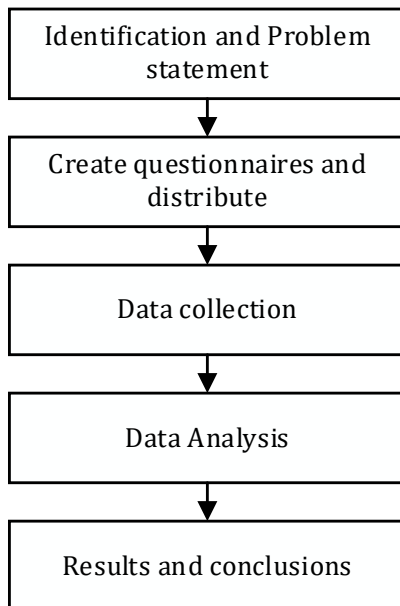 Identification and Problem
statement
Create questionnaires and
distribute
Data collection
Data Analysis
Results and conclusions